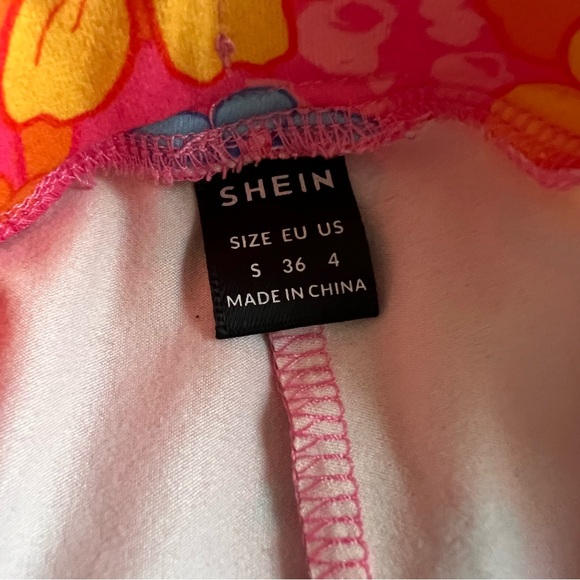 SHEIN
SIZE EU US
S 36 4
MADE IN CHINA